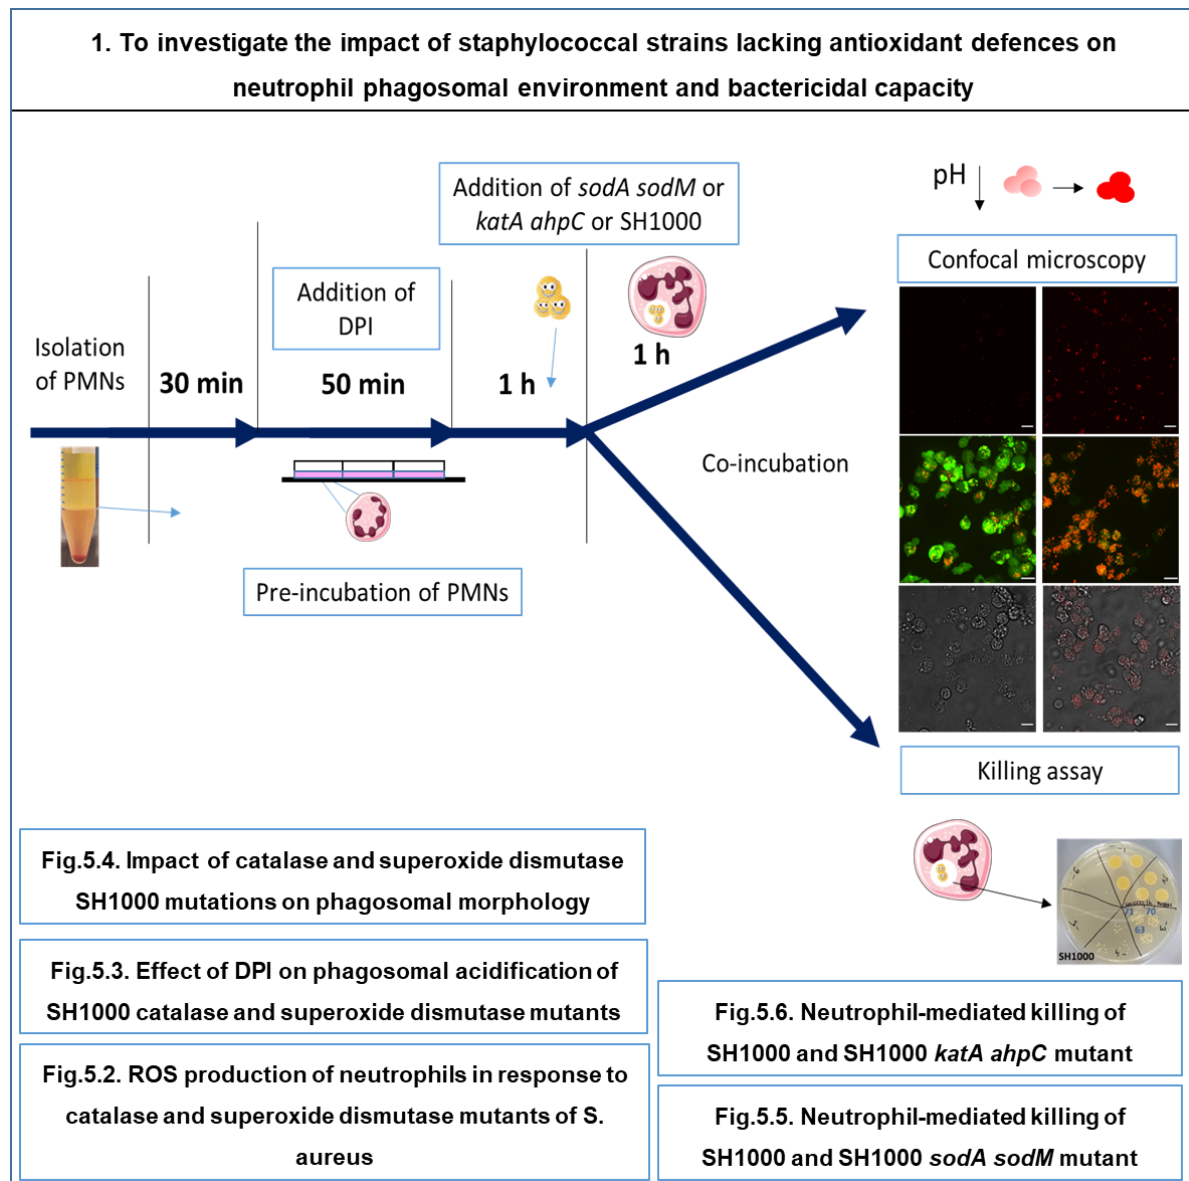 1. To investigate the impact of staphylococcal strains lacking antioxidant defences on
neutrophil phagosomal environment and bactericidal capacity
Isolation
of PMNs
30 min
Addition of
DPI
50 min
Addition of sodA sodM or
katA ahpC or SH1000
1 h
1 h
Pre-incubation of PMNs
Co-incubation
pH
Confocal microscopy
Killing assay
71 70
63
SH1000
Fig.5.4. Impact of catalase and superoxide dismutase
SH1000 mutations on phagosomal morphology
Fig.5.3. Effect of DPI on phagosomal acidification of
SH1000 catalase and superoxide dismutase mutants
Fig.5.2. ROS production of neutrophils in response to
catalase and superoxide dismutase mutants of S.
aureus
Fig.5.6. Neutrophil-mediated killing of
SH1000 and SH1000 katA ahpC mutant
Fig.5.5. Neutrophil-mediated killing of
SH1000 and SH1000 sodA sodM mutant